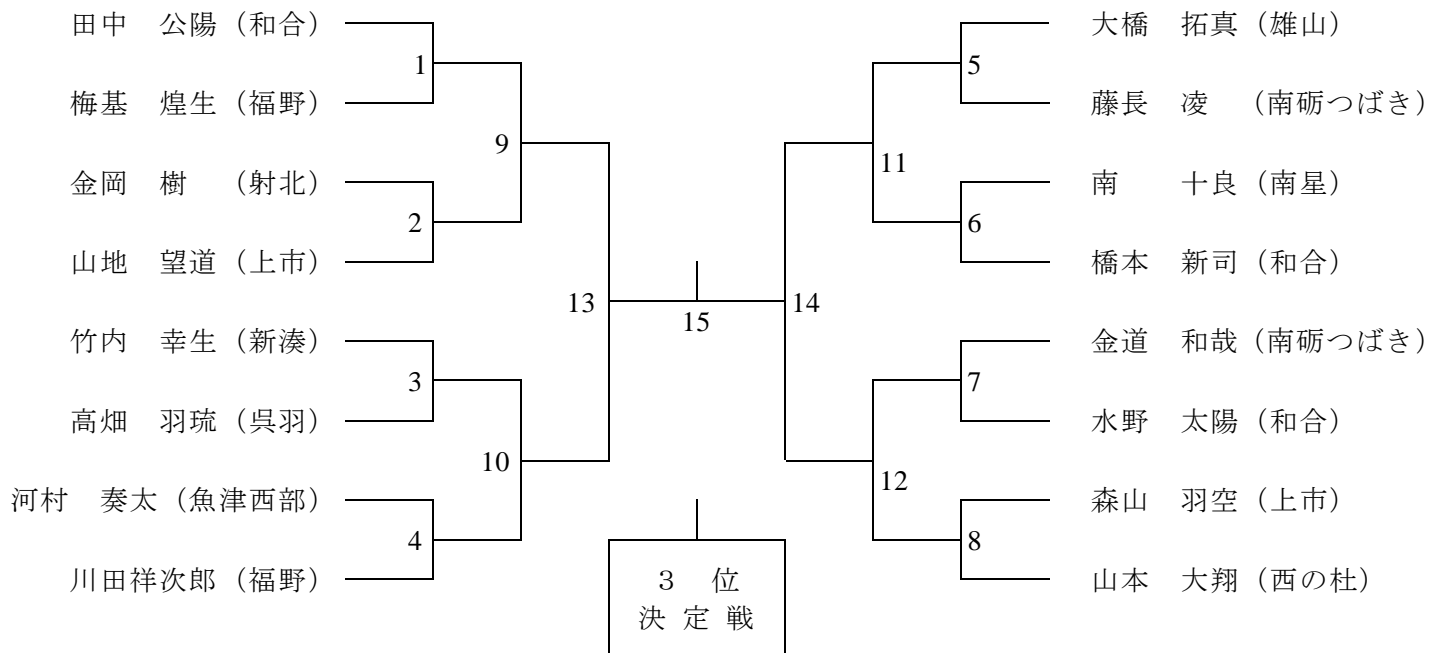 田中　公陽（和合）
1
梅基　煌生（福野）
9
金岡　樹　（射北）
2
山地　望道（上市）
13
竹内　幸生（新湊）
3
高畑　羽琉（呉羽）
10
河村　奏太（魚津西部）
4
川田祥次郎（福野）
15
大橋　拓真（雄山）
5
藤長　凌　（南砺つばき）
11
南　　十良（南星）
6
橋本　新司（和合）
14
金道　和哉（南砺つばき）
7
水野　太陽（和合）
12
森山　羽空（上市）
8
山本　大翔（西の杜）
３　位
決 定 戦